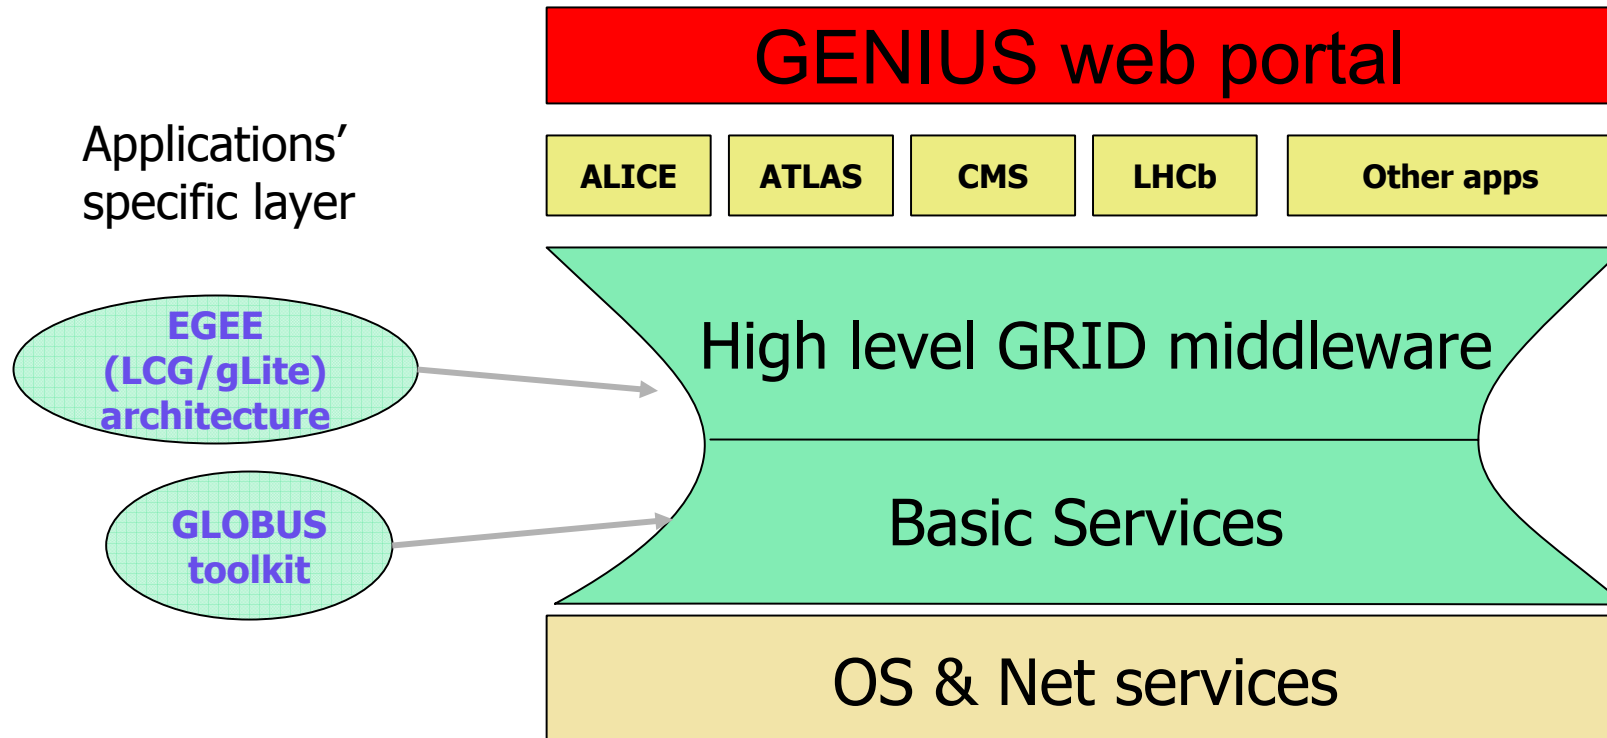 GENIUS web portal
Applications’
specific layer
ALICE
ATLAS
CMS
LHCb
Other apps
EGEE
(LCG/gLite)
architecture
High level GRID middleware
GLOBUS
toolkit
Basic Services
OS & Net services